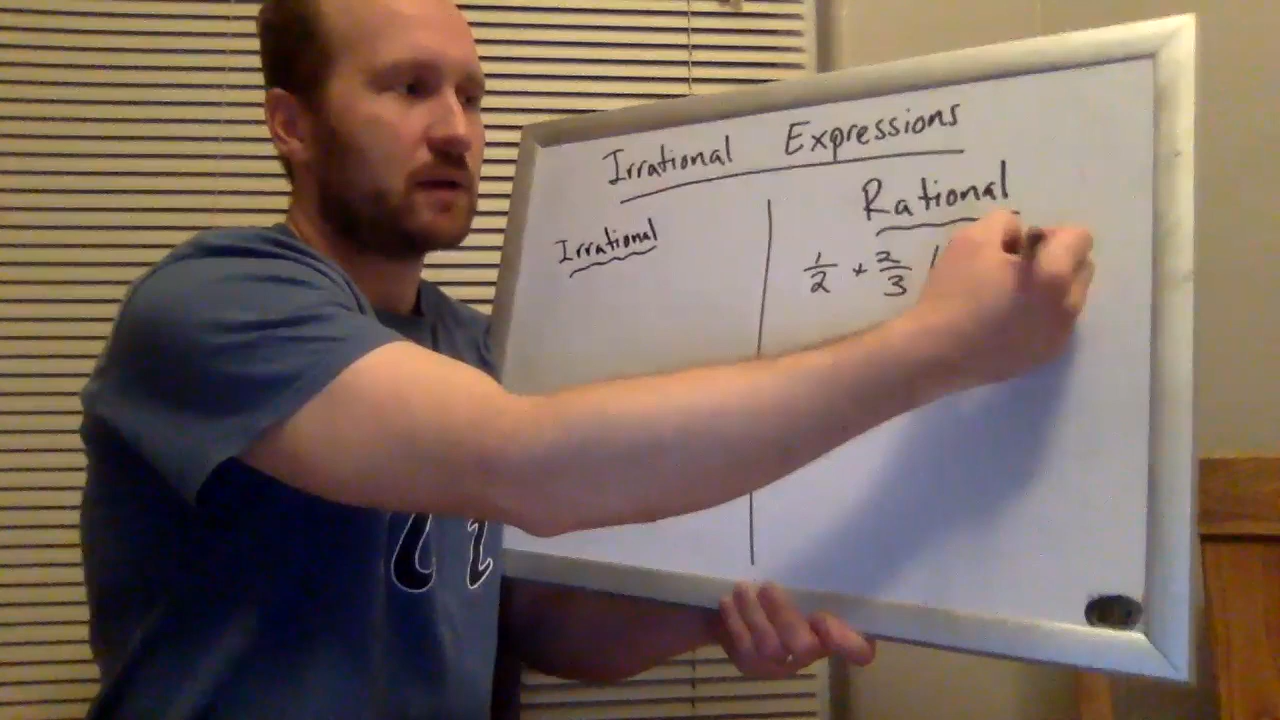 Irrational Expressions
Irrational
Rational
1/2 * 2/3